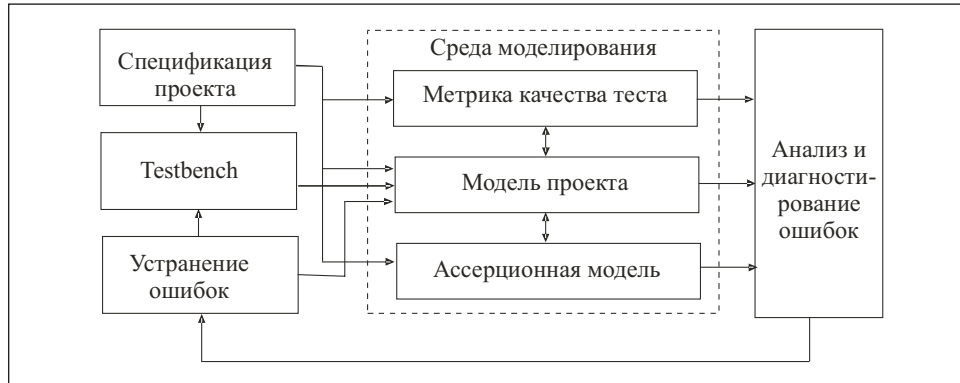 Спецификация
проекта
Testbench
Устранение
ошибок
Среда моделирования
Метрика качества теста
Модель проекта
Ассерционная модель
Анализ и
диагности-
рование
ошибок